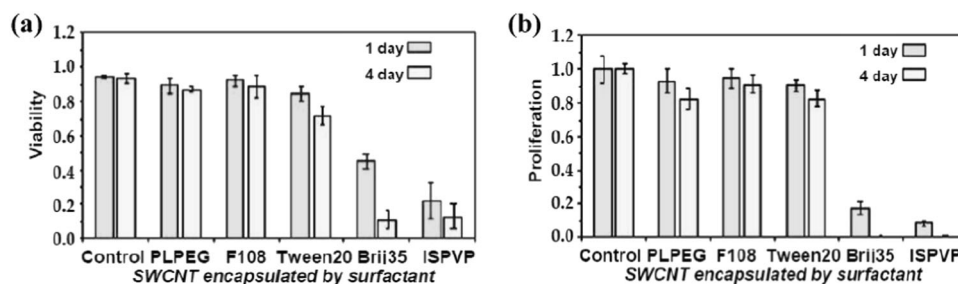 (a)
1.2
1.0
0.8
0.6
0.4
0.2
0.0
Viability
1 day
4 day
Control PLPEG F108 Tween20 Brij35 ISPVP
SWCNT encapsulated by surfactant
(b)
1.2
1.0
0.8
0.6
0.4
0.2
0.0
Proliferation
1 day
4 day
Control PLPEG F108 Tween20 Brij35 ISPVP
SWCNT encapsulated by surfactant